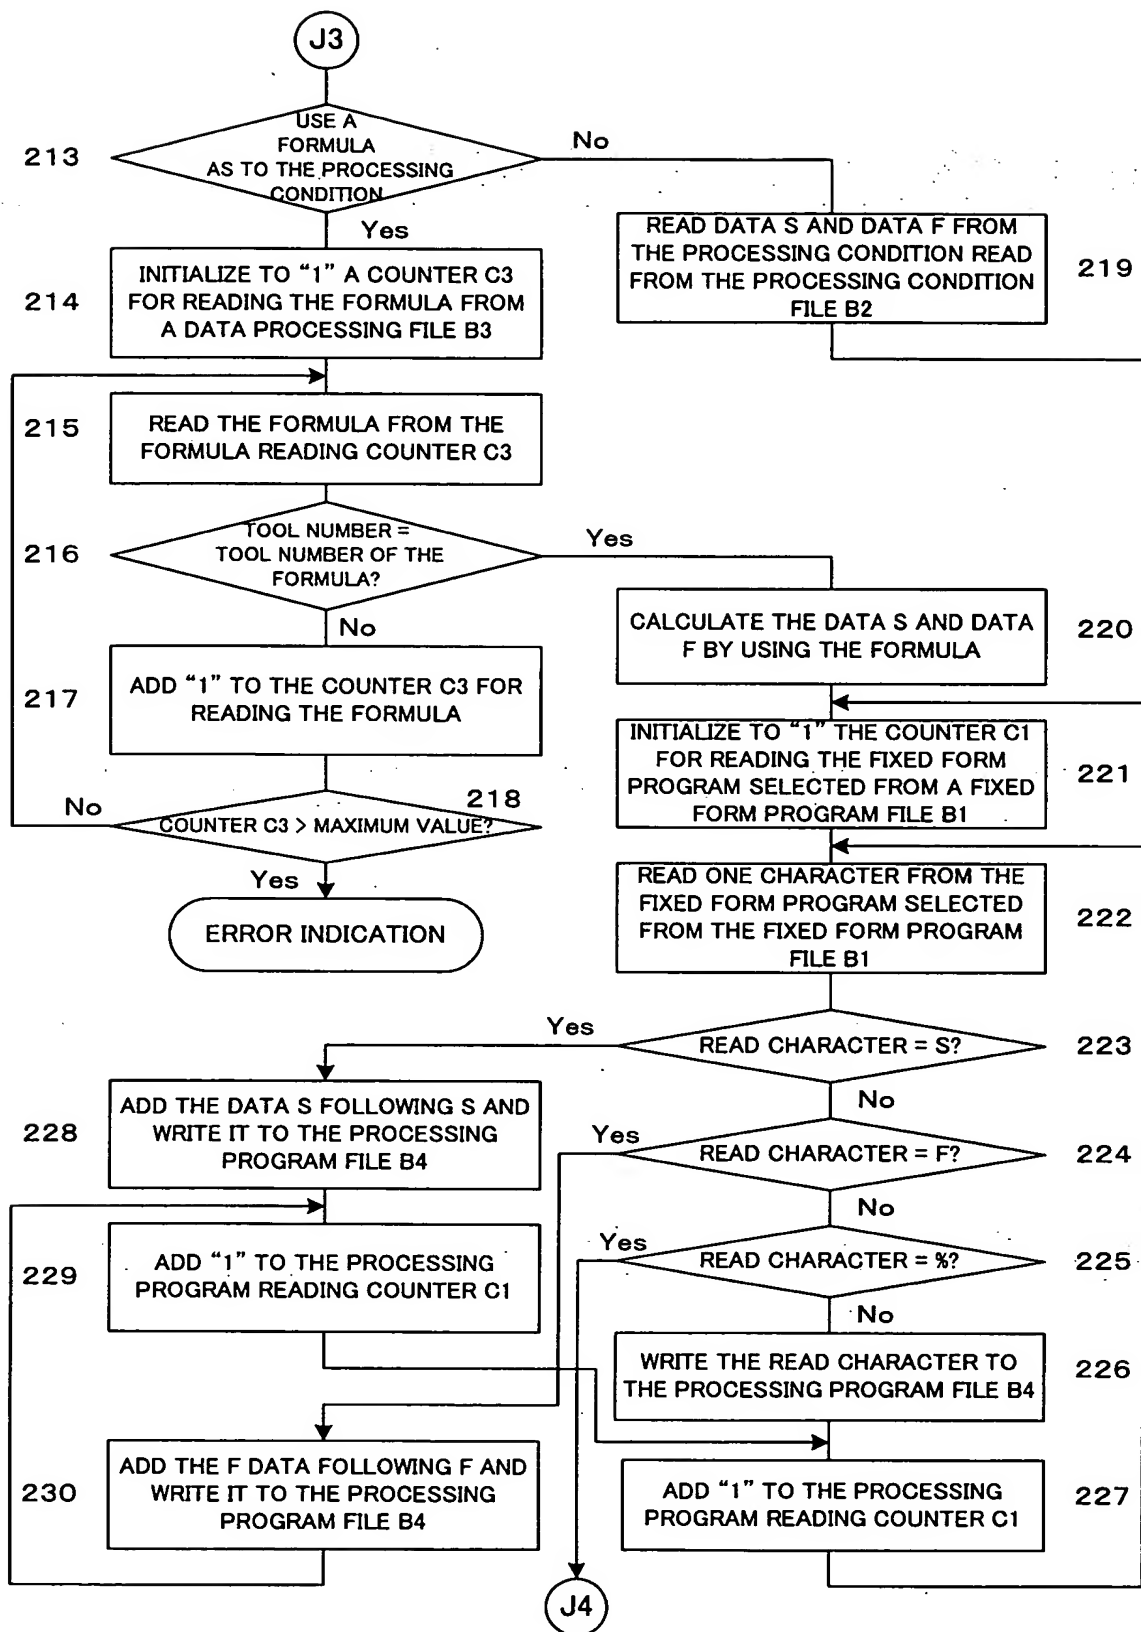 J3
USE A
FORMULA
AS TO THE PROCESSING
CONDITION
213
No
Yes
INITIALIZE TO “1” A COUNTER C3
FOR READING THE FORMULA FROM
A DATA PROCESSING FILE B3
214
READ DATA S AND DATA F FROM
THE PROCESSING CONDITION READ
FROM THE PROCESSING CONDITION
FILE B2
219
READ THE FORMULA FROM THE
FORMULA READING COUNTER C3
215
TOOL NUMBER =
TOOL NUMBER OF THE
FORMULA?
216
Yes
No
CALCULATE THE DATA S AND DATA
F BY USING THE FORMULA
220
ADD “1” TO THE COUNTER C3 FOR
READING THE FORMULA
217
INITIALIZE TO “1” THE COUNTER C1
FOR READING THE FIXED FORM
PROGRAM SELECTED FROM A FIXED
FORM PROGRAM FILE B1
221
No
218
COUNTER C3 > MAXIMUM VALUE?
Yes
ERROR INDICATION
READ ONE CHARACTER FROM THE
FIXED FORM PROGRAM SELECTED
FROM THE FIXED FORM PROGRAM
FILE B1
222
Yes
READ CHARACTER = S?
223
No
ADD THE DATA S FOLLOWING S AND
WRITE IT TO THE PROCESSING
PROGRAM FILE B4
228
Yes
READ CHARACTER = F?
224
No
ADD “1” TO THE PROCESSING
PROGRAM READING COUNTER C1
229
Yes
READ CHARACTER = %?
225
No
WRITE THE READ CHARACTER TO
THE PROCESSING PROGRAM FILE B4
226
ADD THE F DATA FOLLOWING F AND
WRITE IT TO THE PROCESSING
PROGRAM FILE B4
230
ADD “1” TO THE PROCESSING
PROGRAM READING COUNTER C1
227
J4